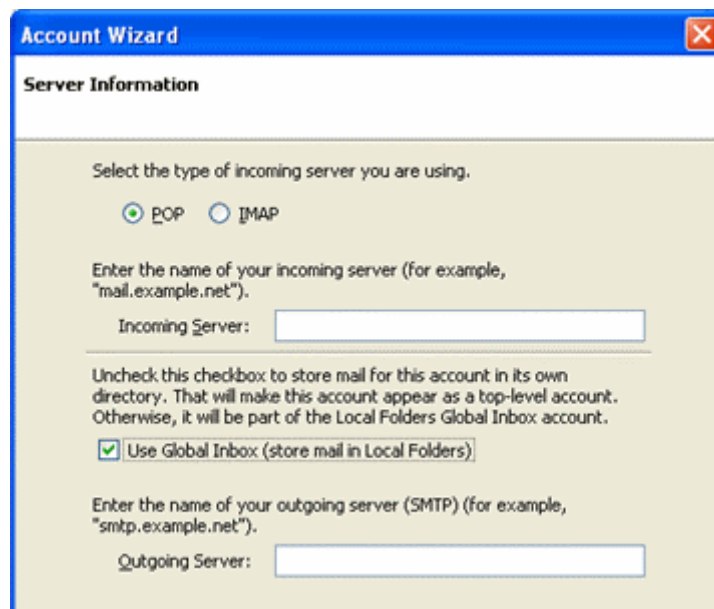 Account Wizard
Server Information
Select the type of incoming server you are using.
POP IMAP
Enter the name of your incoming server (for example,
"mail.example.net").
Incoming Server:
Uncheck this checkbox to store mail for this account in its own
directory. That will make this account appear as a top-level account.
Otherwise, it will be part of the Local Folders Global Inbox account.
Use Global Inbox (store mail in Local Folders)
Enter the name of your outgoing server (SMTP) (for example,
"smtp.example.net").
Outgoing Server: